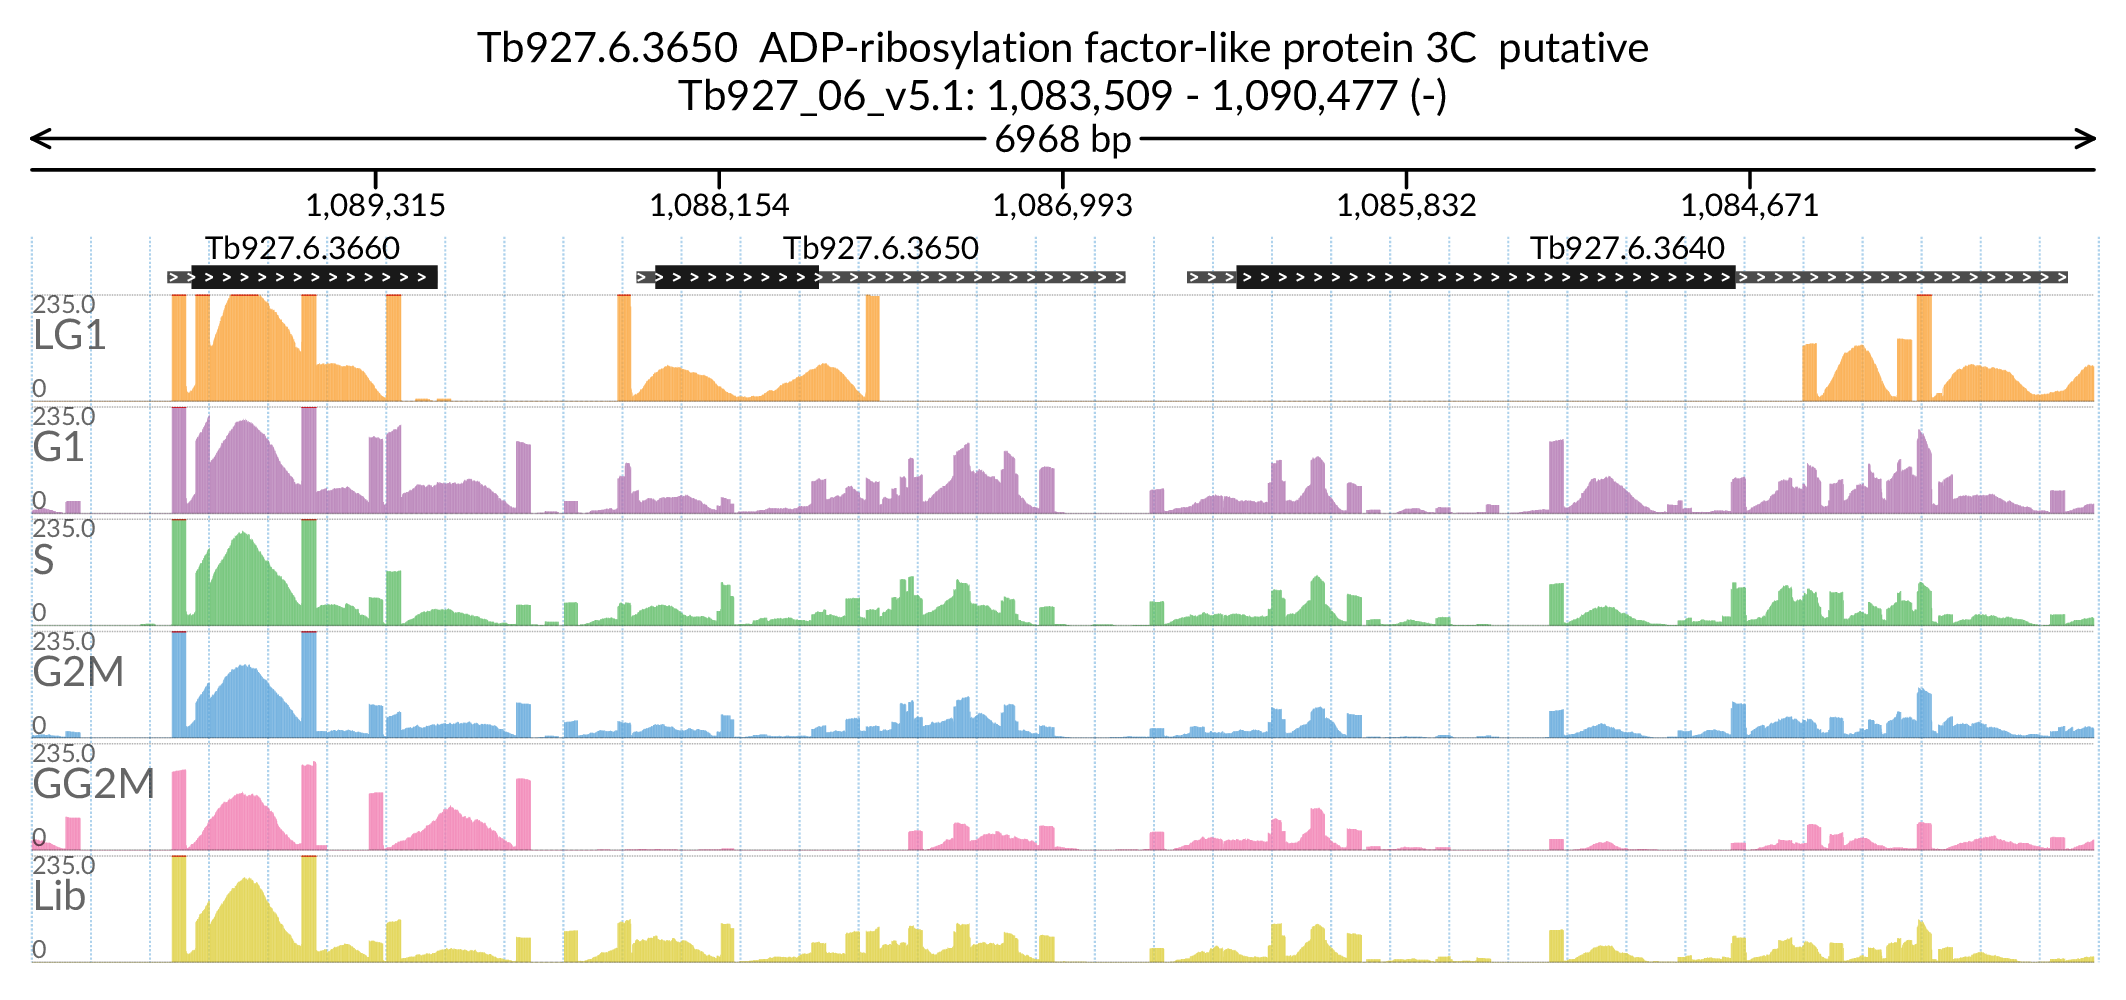 Tb927.6.3650  ADP-ribosylation factor-like protein 3C  putative
Tb927_06_v5.1: 1,083,509 - 1,090,477 (-)
6968 bp
1,089,315 1,088,154 1,086,993 1,085,832 1,084,671
Tb927.6.3660 Tb927.6.3650 Tb927.6.3640
235.0
LG1
0
235.0
G1
0
235.0
S
0
235.0
G2M
0
235.0
GG2M
0
235.0
Lib
0